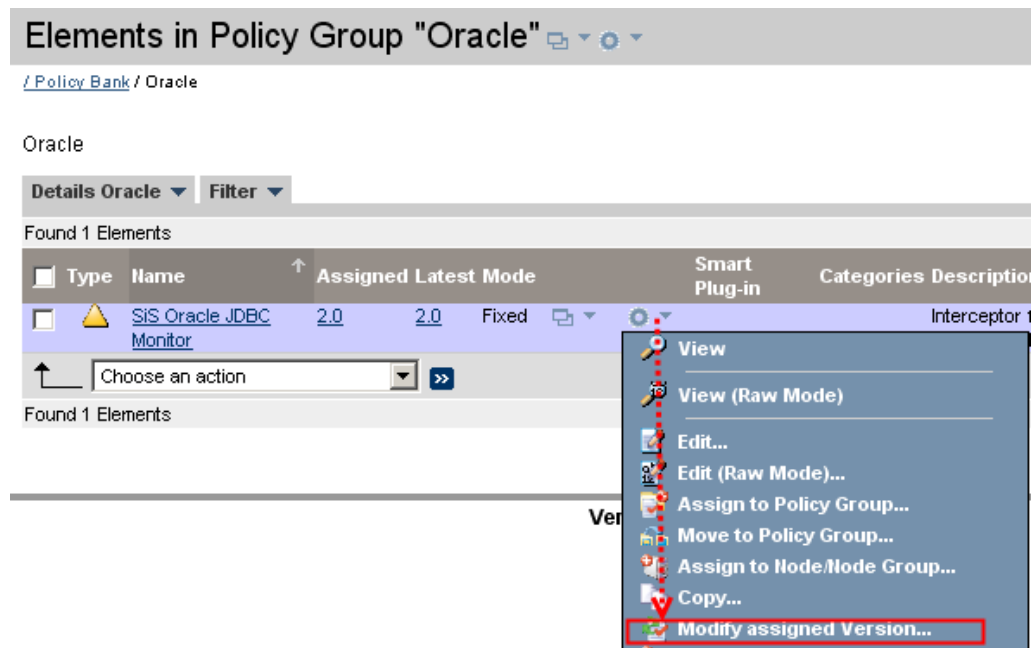 Elements in Policy Group "Oracle"
/ Policy Bank / Oracle
Oracle
Details Oracle Filter
Found 1 Elements
Type Name Assigned Latest Mode Smart Plug-in Categories Description
SiS Oracle JDBC Monitor 2.0 2.0 Fixed Interceptor
Choose an action
Found 1 Elements
View
View (Raw Mode)
Edit...
Edit (Raw Mode)...
Assign to Policy Group...
Ver
Move to Policy Group...
Assign to Node/Node Group...
Copy...
Modify assigned Version...